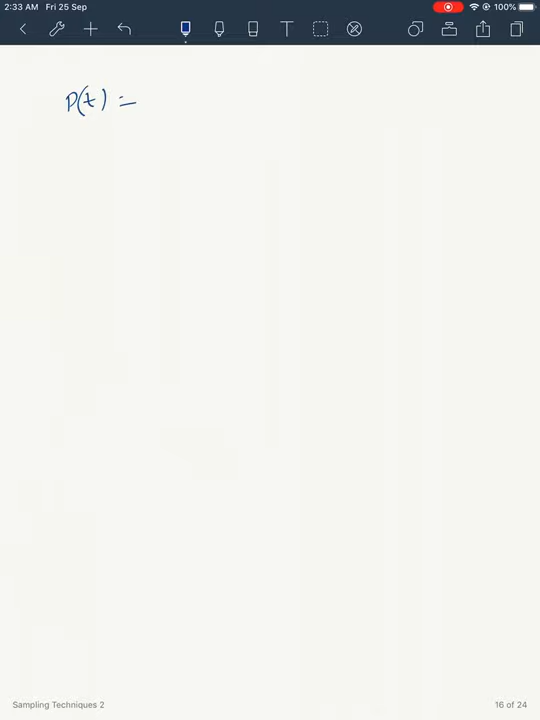 2:33 AM Fri 25 Sep 100%
P(t) =
Sampling Techniques 2 16 of 24